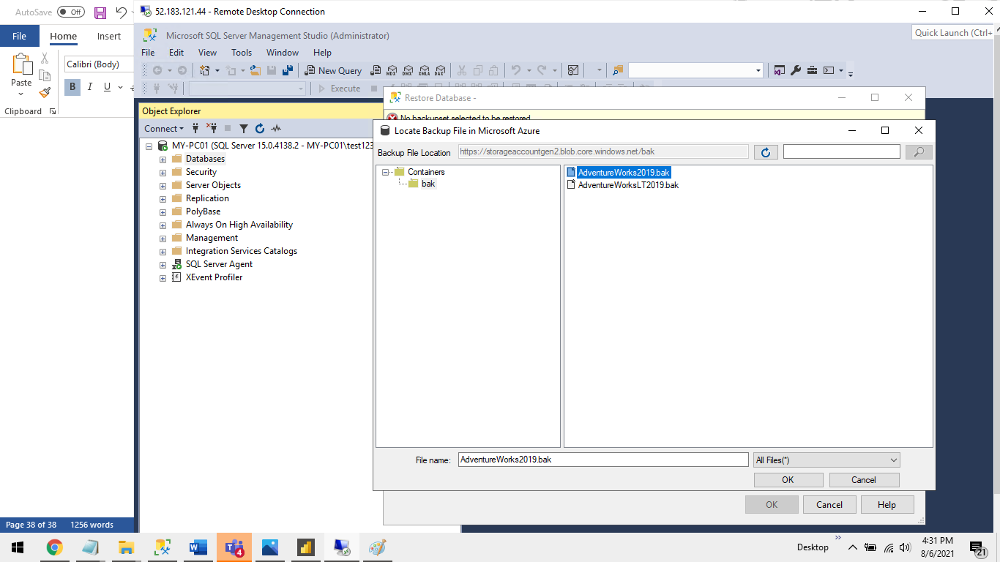 AutoSave Off
52.183.121.44 - Remote Desktop Connection
File Home Insert
Calibri (Body)
Paste
B I U
Clipboard
Page 38 of 38 1256 words
Microsoft SQL Server Management Studio (Administrator)
Quick Launch (Ctrl+
File Edit View Tools Window Help
New Query
MDX DMX XMLA DAX
Execute
Object Explorer
Connect
MY-PC01 (SQL Server 15.0.4138.2 - MY-PC01\test123
Databases
Security
Server Objects
Replication
PolyBase
Always On High Availability
Management
Integration Services Catalogs
SQL Server Agent
XEvent Profiler
Restore Database -
No backupset selected to be restored
Locate Backup File in Microsoft Azure
Backup File Location https://storageaccountgen2.blob.core.windows.net/bak
Containers
bak
AdventureWorks2019.bak
AdventureWorksLT2019.bak
File name: AdventureWorks2019.bak All Files(*)
OK Cancel
OK Cancel Help
4
Desktop
4:31 PM
8/6/2021
21